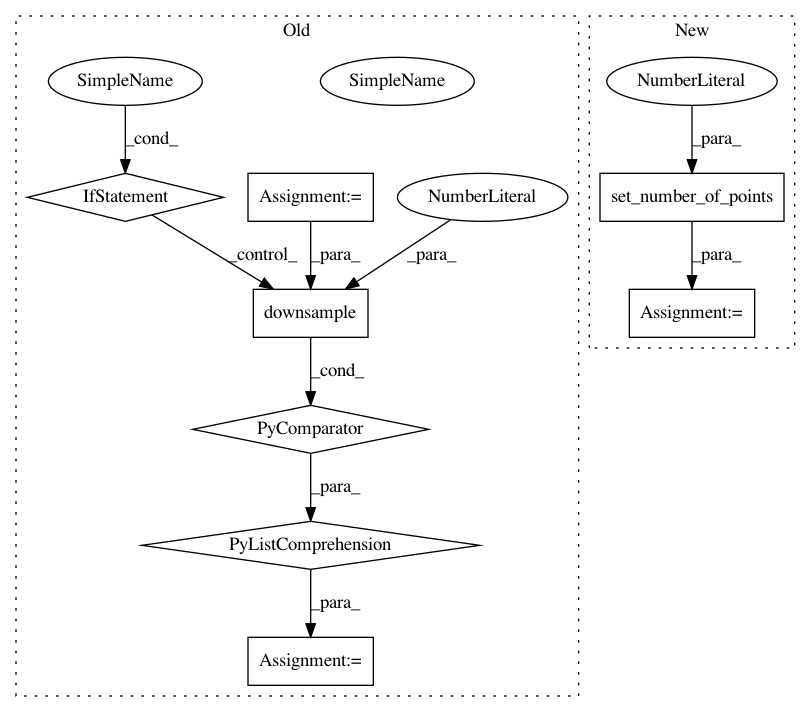 Old
New
SimpleName
SimpleName
NumberLiteral
_cond_
_para_
IfStatement
Assignment:=
NumberLiteral
set_number_of_points
_control_
_para_
_para_
_para_
downsample
Assignment:=
_cond_
PyComparator
_para_
PyListComprehension
_para_
Assignment:=